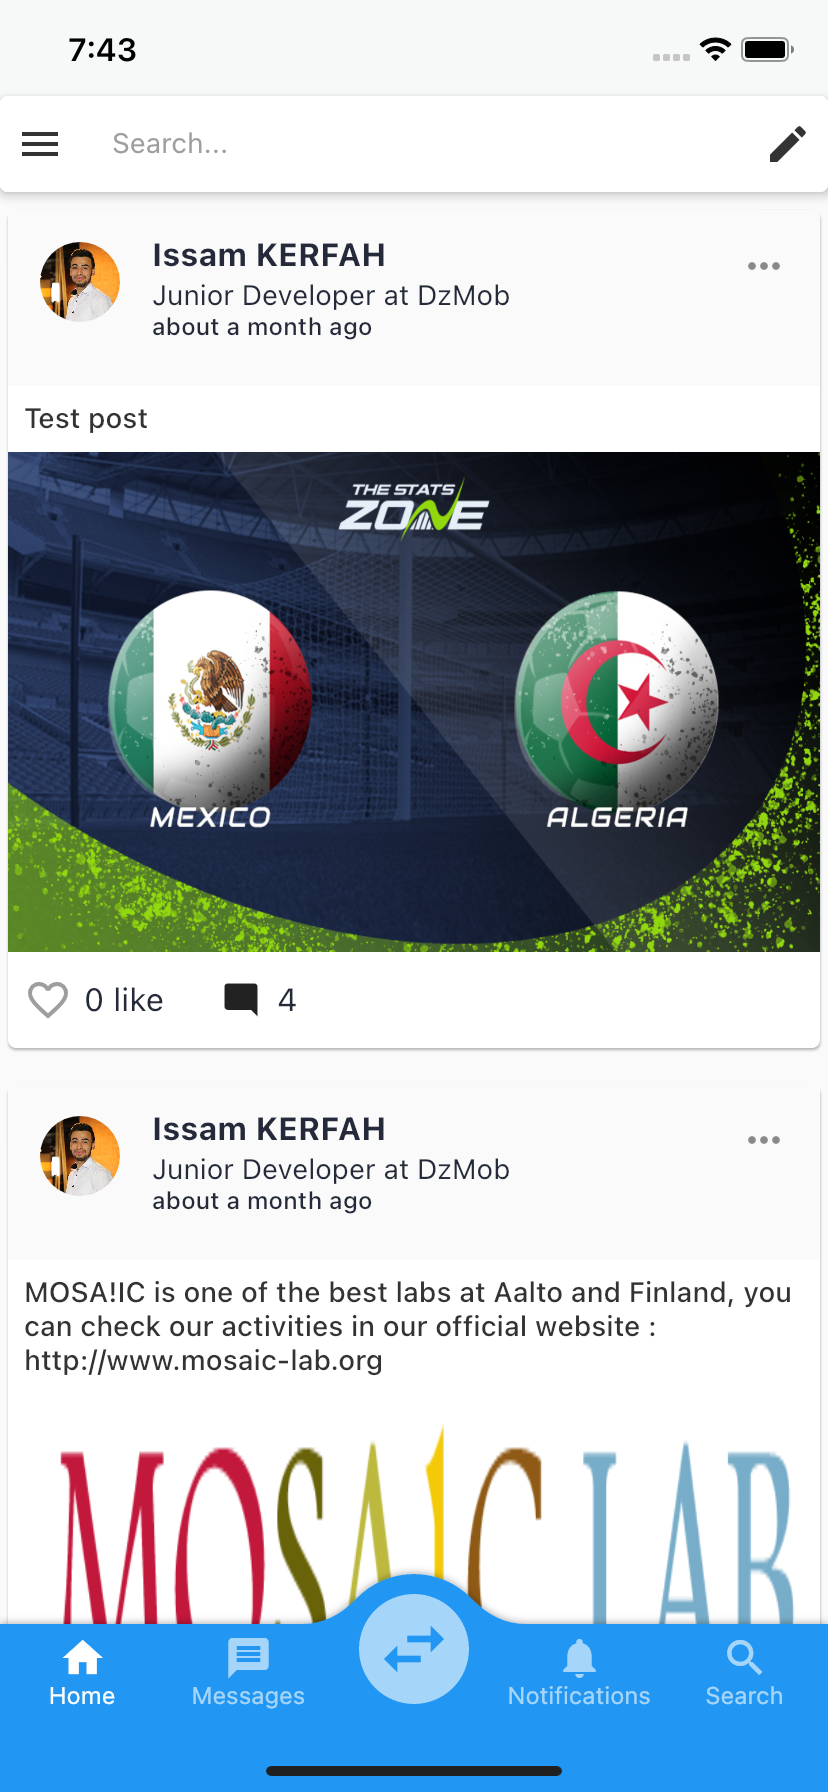 7:43
Search...
Issam KERFAH
Junior Developer at DzMob
about a month ago
Test post
THE STATS
ZONE
MEXICO
ALGERIA
0 like
4
Issam KERFAH
Junior Developer at DzMob
about a month ago
MOSA!IC is one of the best labs at Aalto and Finland, you
can check our activities in our official website :
http://www.mosaic-lab.org
MOSA1C LAB
Home
Messages
Notifications
Search